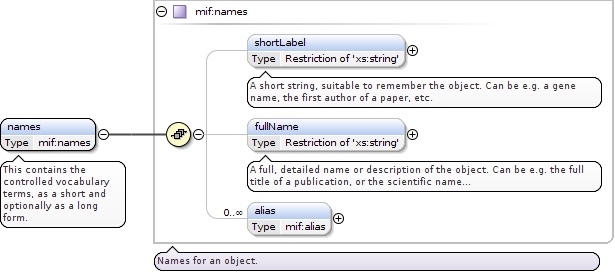 mif:names
shortLabel
Type Restriction of 'xs:string'
A short string, suitable to remember the object. Can be e.g. a gene
name, the first author of a paper, etc.
names
Type mif:names
This contains the
controlled vocabulary
terms, as a short and
optionally as a long
form.
fullName
Type Restriction of 'xs:string'
A full, detailed name or description of the object. Can be e.g. the full
title of a publication, or the scientific name...
0..∞
alias
Type mif:alias
Names for an object.